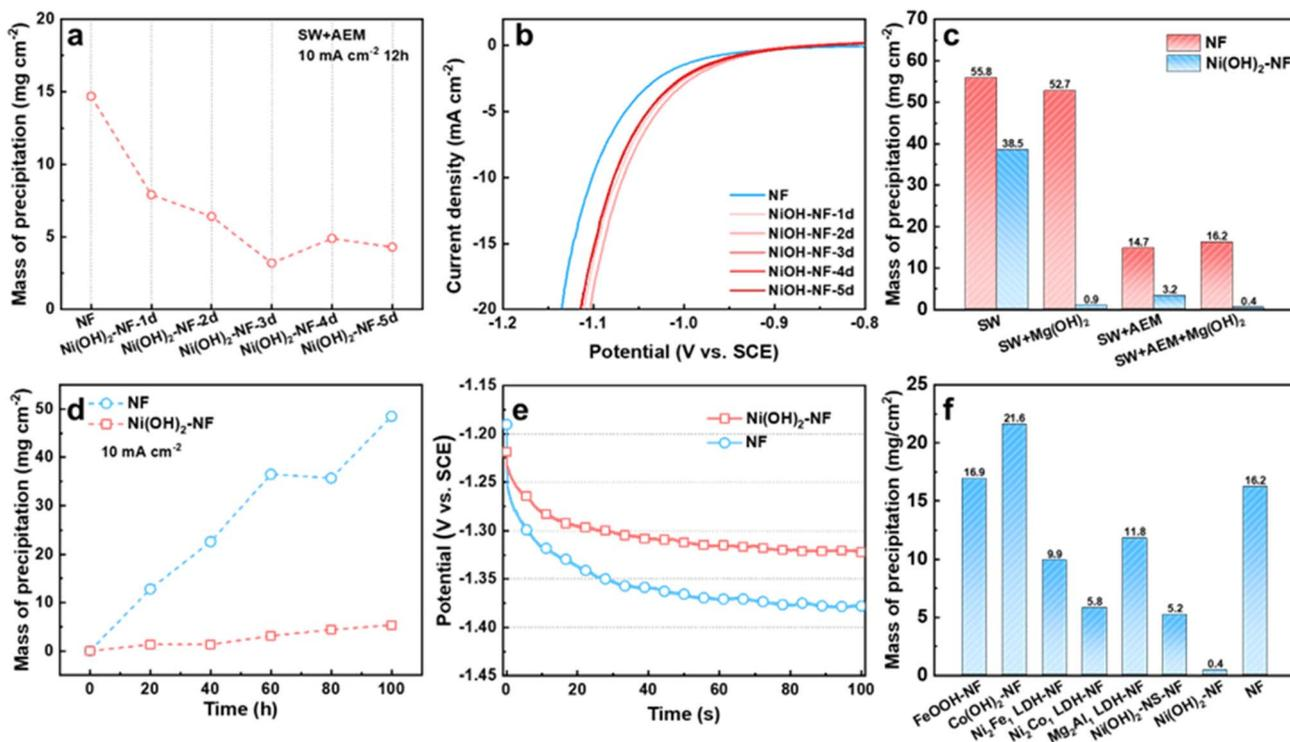 a
SW+AEM
10 mA cm⁻² 12h
Mass of precipitation (mg cm⁻²)
20
15
10
5
0
NF
Ni(OH)₂-NF-1d
Ni(OH)₂-NF-2d
Ni(OH)₂-NF-3d
Ni(OH)₂-NF-4d
Ni(OH)₂-NF-5d
b
Current density (mA cm⁻²)
0
-5
-10
-15
-20
NF
NiOH-NF-1d
NiOH-NF-2d
NiOH-NF-3d
NiOH-NF-4d
NiOH-NF-5d
-1.2 -1.1 -1.0 -0.9 -0.8
Potential (V vs. SCE)
c
NF
Ni(OH)₂-NF
Mass of precipitation (mg cm⁻²)
70
60
50
40
30
20
10
0
55.8
38.5
52.7
0.9
14.7
3.2
16.2
0.4
SW
SW+Mg(OH)₂
SW+AEM
SW+AEM+Mg(OH)₂
d
NF
Ni(OH)₂-NF
10 mA cm⁻²
Mass of precipitation (mg cm⁻²)
50
40
30
20
10
0
0 20 40 60 80 100
Time (h)
e
Ni(OH)₂-NF
NF
Potential (V vs. SCE)
-1.15
-1.20
-1.25
-1.30
-1.35
-1.40
-1.45
0 20 40 60 80 100
Time (s)
f
Mass of precipitation (mg/cm²)
25
20
15
10
5
0
16.9
21.6
9.9
5.8
11.8
5.2
0.4
16.2
FeOOH-NF
Co(OH)₂-NF
Ni₂Fe₁ LDH-NF
Ni₂Co₁ LDH-NF
Mg₂Al₁ LDH-NF
Ni(OH)₂-NS-NF
Ni(OH)₂-NF
NF